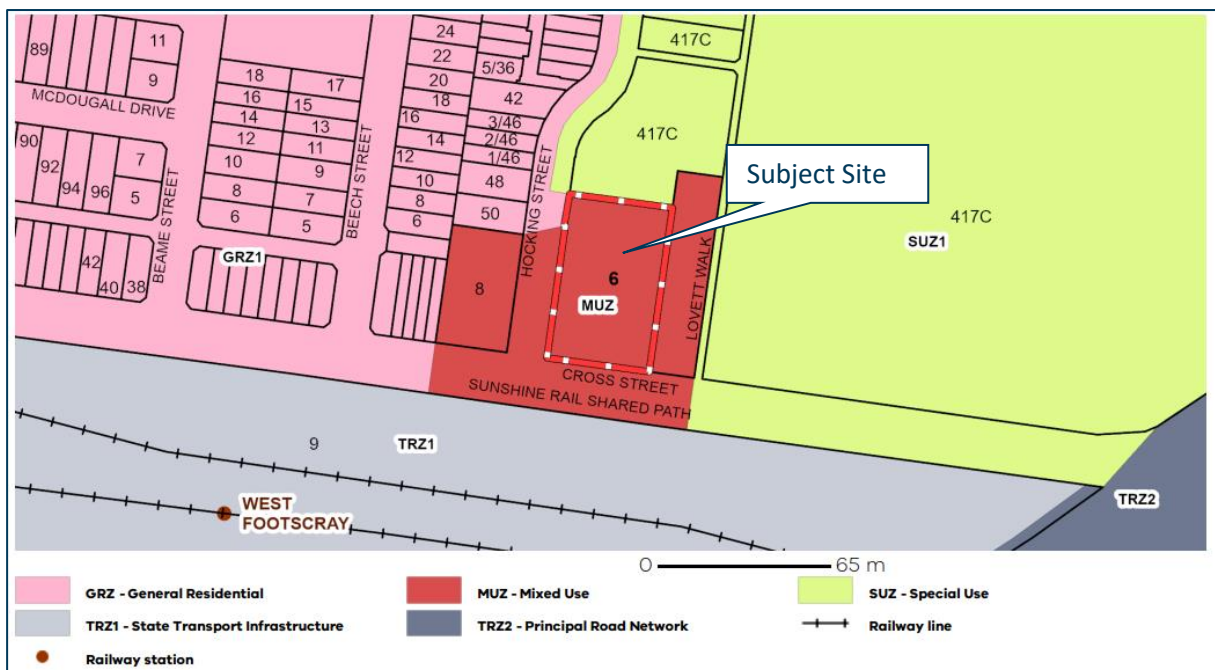 89
11
9
MCDOUGALL DRIVE
90
92
94
96
7
5
BEAME STREET
42
40
38
18
17
16
15
14
13
12
11
10
9
8
7
6
5
GRZ1
BEECH STREET
24
22
20
18
16
14
12
10
8
6
5/36
42
3/46
2/46
1/46
48
50
HOCKING STREET
8
417C
417C
Subject Site
6
MUZ
LOVETT WALK
417C
SUZ1
CROSS STREET
SUNSHINE RAIL SHARED PATH
9
TRZ1
WEST
FOOTSCRAY
TRZ2
0 65 m
GRZ - General Residential
MUZ - Mixed Use
SUZ - Special Use
TRZ1 - State Transport Infrastructure
TRZ2 - Principal Road Network
Railway line
Railway station